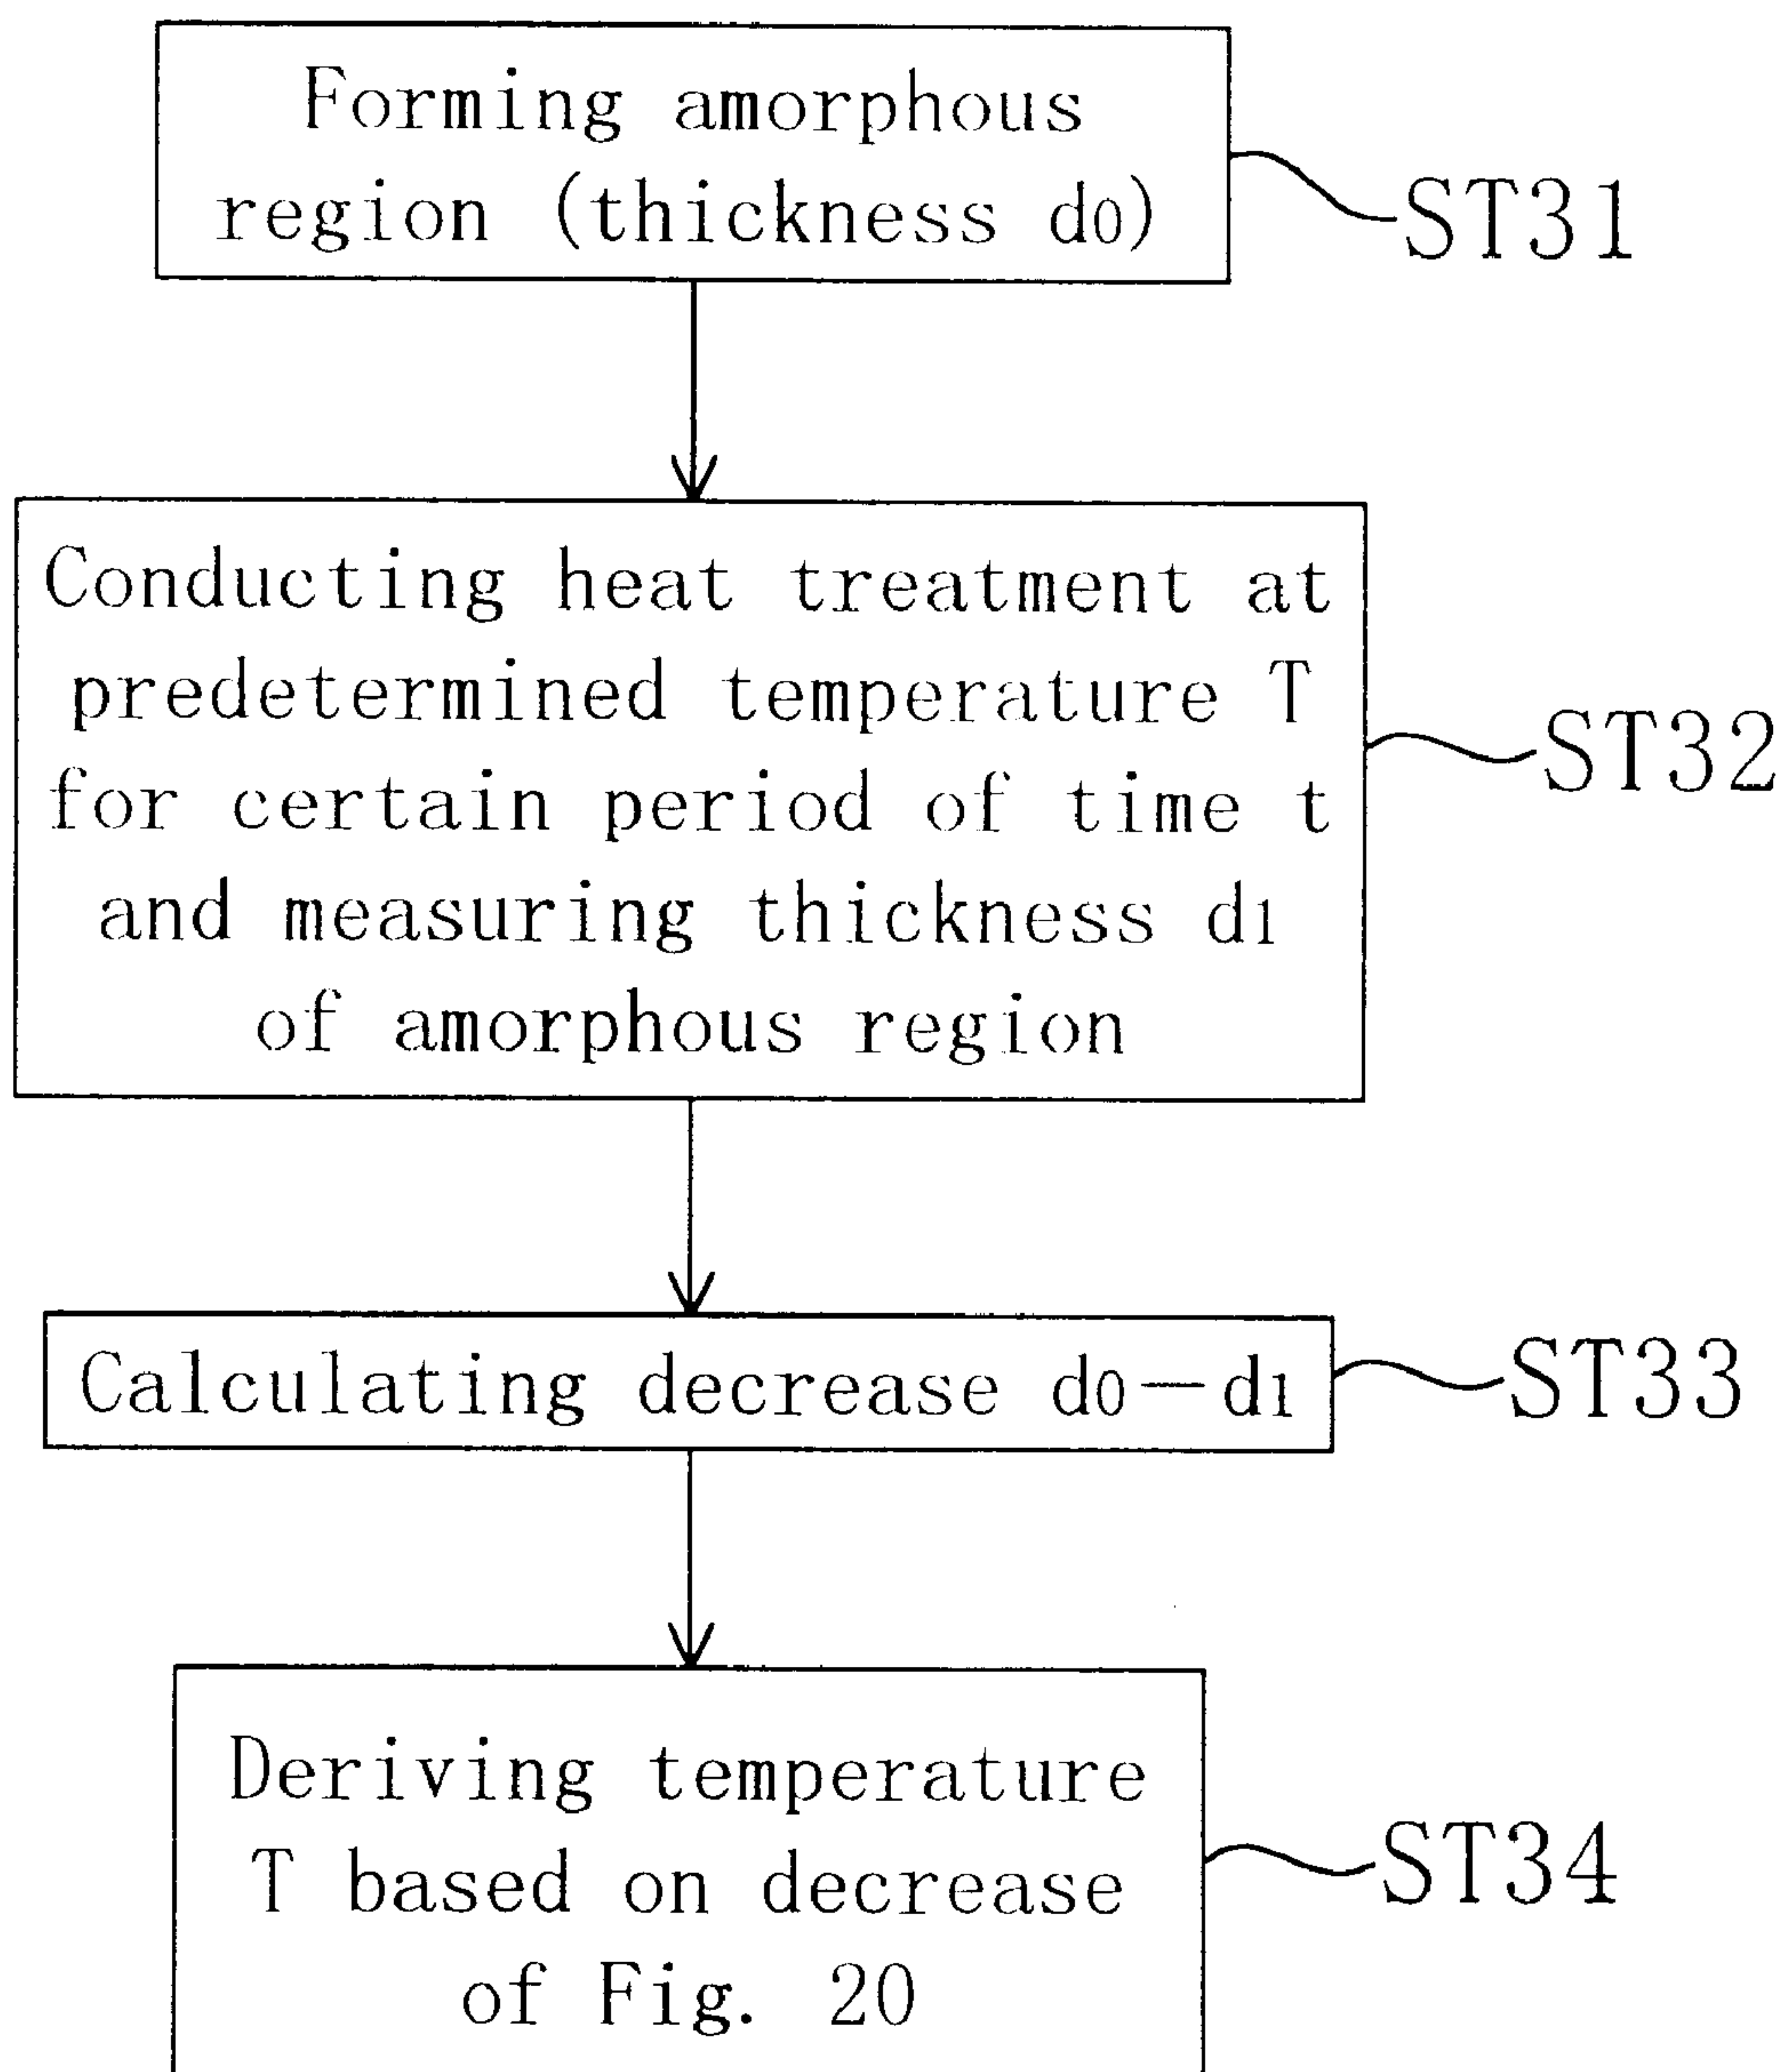 Forming amorphous
region (thickness d0)
ST31
Conducting heat treatment at
predetermined temperature T
for certain period of time t
and measuring thickness d1
of amorphous region
ST32
Calculating decrease d0−d1
ST33
Deriving temperature
T based on decrease
of Fig. 20
ST34